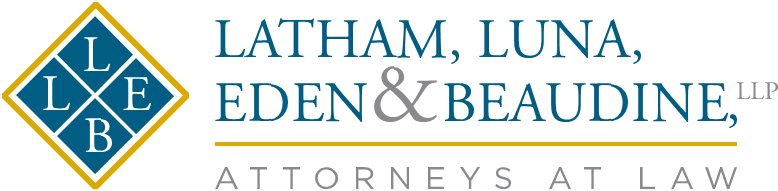 L
L E
B
LATHAM, LUNA,
EDEN & BEAUDINE, LLP
ATTORNEYS AT LAW